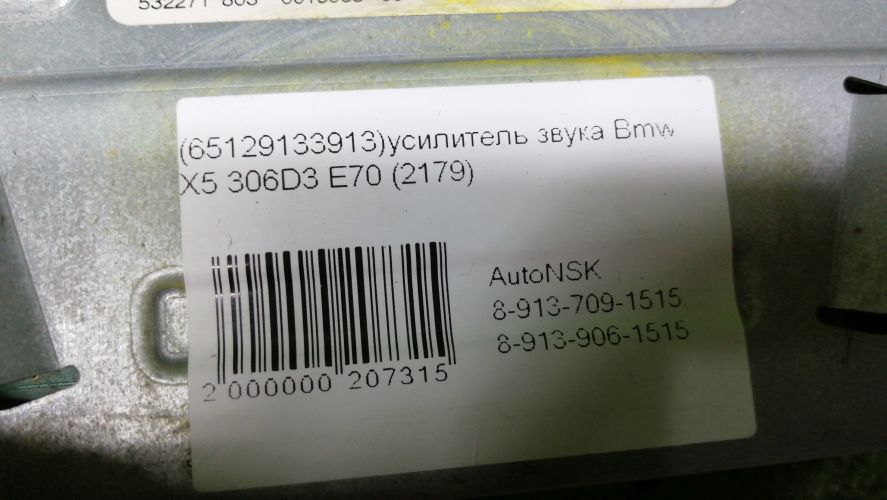 (65129133913)усилитель звука Bmw
X5 306D3 E70 (2179)
AutoNSK
8-913-709-1515
8-913-906-1515
2 000000 207315